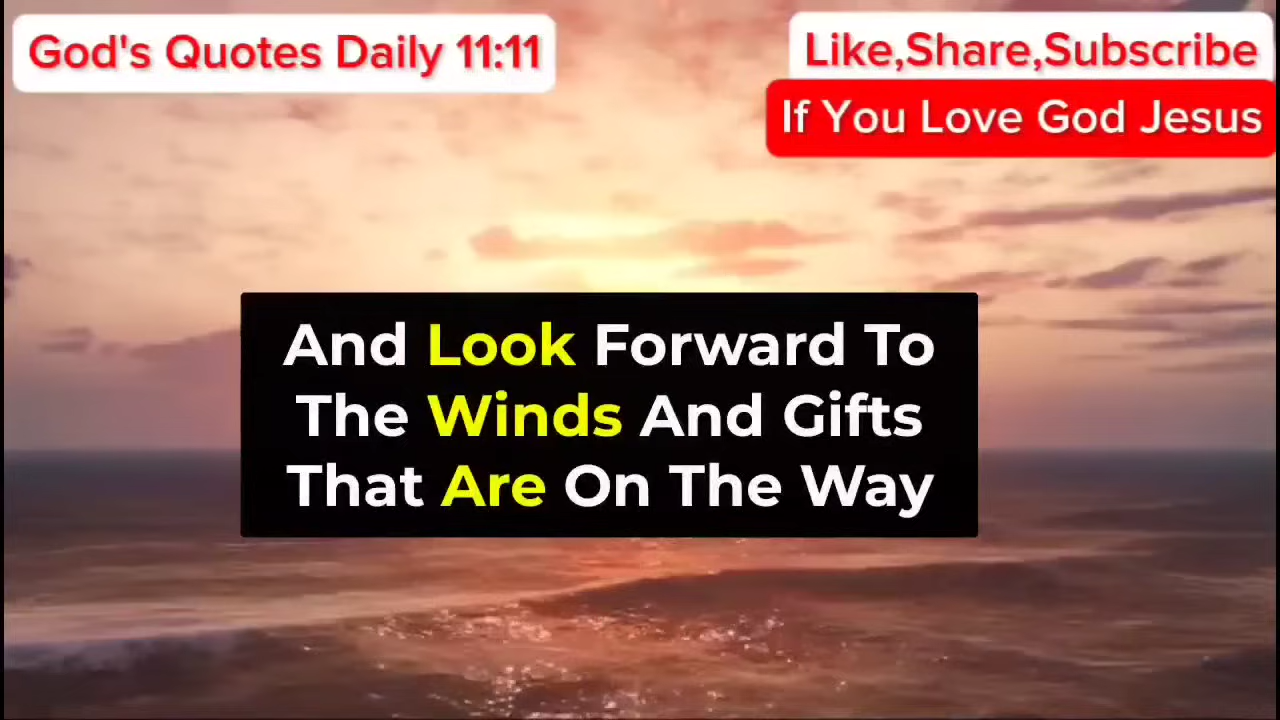 God's Quotes Daily 11:11
Like,Share,Subscribe
If You Love God Jesus
And Look Forward To
The Winds And Gifts
That Are On The Way